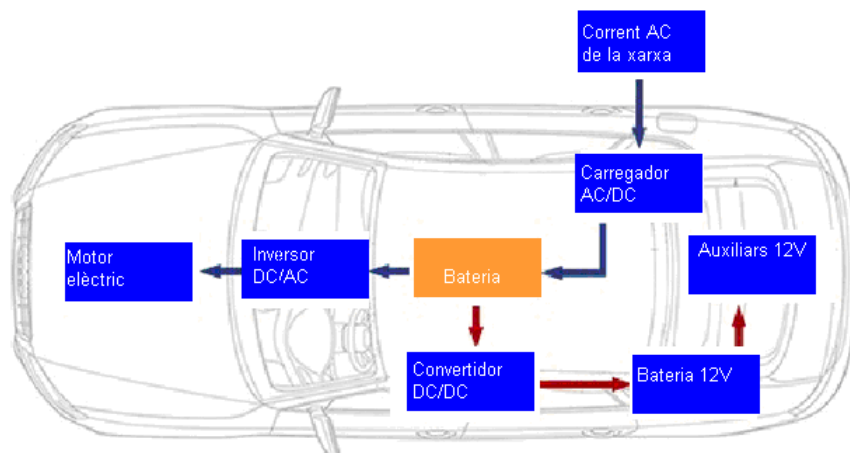 Corrent AC
de la xarxa
Carregador
AC/DC
Auxiliars 12V
Motor
elèctric
Inversor
DC/AC
Bateria
Convertidor
DC/DC
Bateria 12V